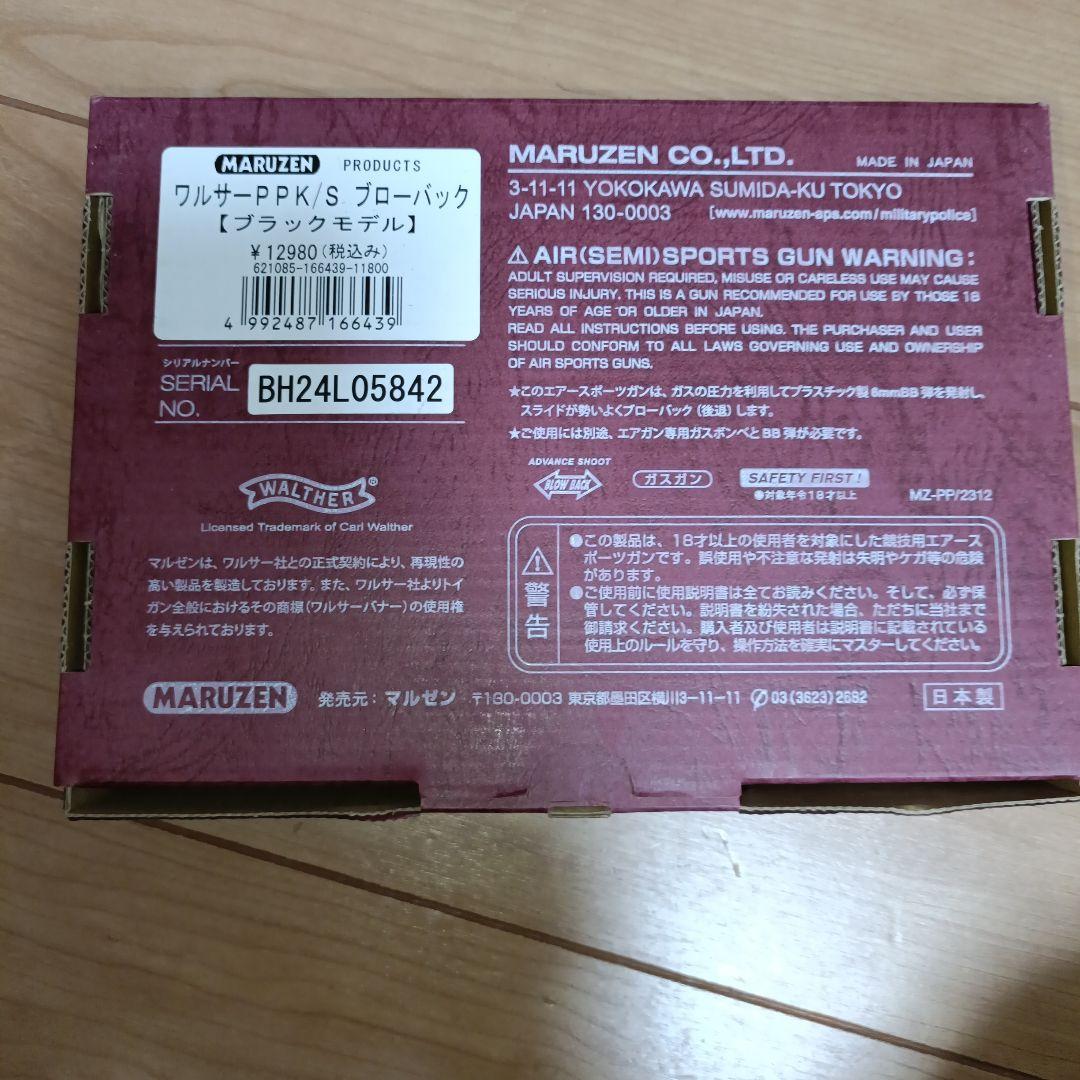 MARUZEN PRODUCTS
ワルサーPPK/S ブローバック
【ブラックモデル】
¥12980(税込み)
621085-166439-11800
4 992487 166439
シリアルナンバー
SERIAL NO.
BH24L05842
WALTHER®
Licensed Trademark of Carl Walther
マルゼンは、ワルサー社との正式契約により、再現性の
高い製品を製造しております。また、ワルサー社よりトイ
ガン全般におけるその商標(ワルサーバナー)の使用権
を与えられております。
MARUZEN CO.,LTD. MADE IN JAPAN
3-11-11 YOKOKAWA SUMIDA-KU TOKYO
JAPAN 130-0003 [www.maruzen-aps.com/militarypolice]
⚠ AIR(SEMI)SPORTS GUN WARNING:
ADULT SUPERVISION REQUIRED, MISUSE OR CARELESS USE MAY CAUSE
SERIOUS INJURY. THIS IS A GUN RECOMMENDED FOR USE BY THOSE 18
YEARS OF AGE OR OLDER IN JAPAN.
READ ALL INSTRUCTIONS BEFORE USING. THE PURCHASER AND USER
SHOULD CONFORM TO ALL LAWS GOVERNING USE AND OWNERSHIP
OF AIR SPORTS GUNS.
★このエアースポーツガンは、ガスの圧力を利用してプラスチック製6mmBB弾を発射し、
スライドが勢いよくブローバック(後退)します。
★ご使用には別途、エアガン専用ガスボンベとBB弾が必要です。
ADVANCE SHOOT
BLOW BACK
ガスガン
SAFETY FIRST!
●対象年令18才以上
MZ-PP/2312
⚠警告
●この製品は、18才以上の使用者を対象にした競技用エアース
ポーツガンです。誤使用や不注意な発射は失明やケガ等の危険
があります。
●ご使用前に使用説明書は全てお読みください。そして、必ず保
管してください。説明書を紛失された場合、ただちに当社まで
御請求ください。購入者及び使用者は説明書に記載されている
使用上のルールを守り、操作方法を確実にマスターしてください。
MARUZEN 発売元：マルゼン 〒130-0003 東京都墨田区横川3-11-11 ✆03(3623)2682 日本製